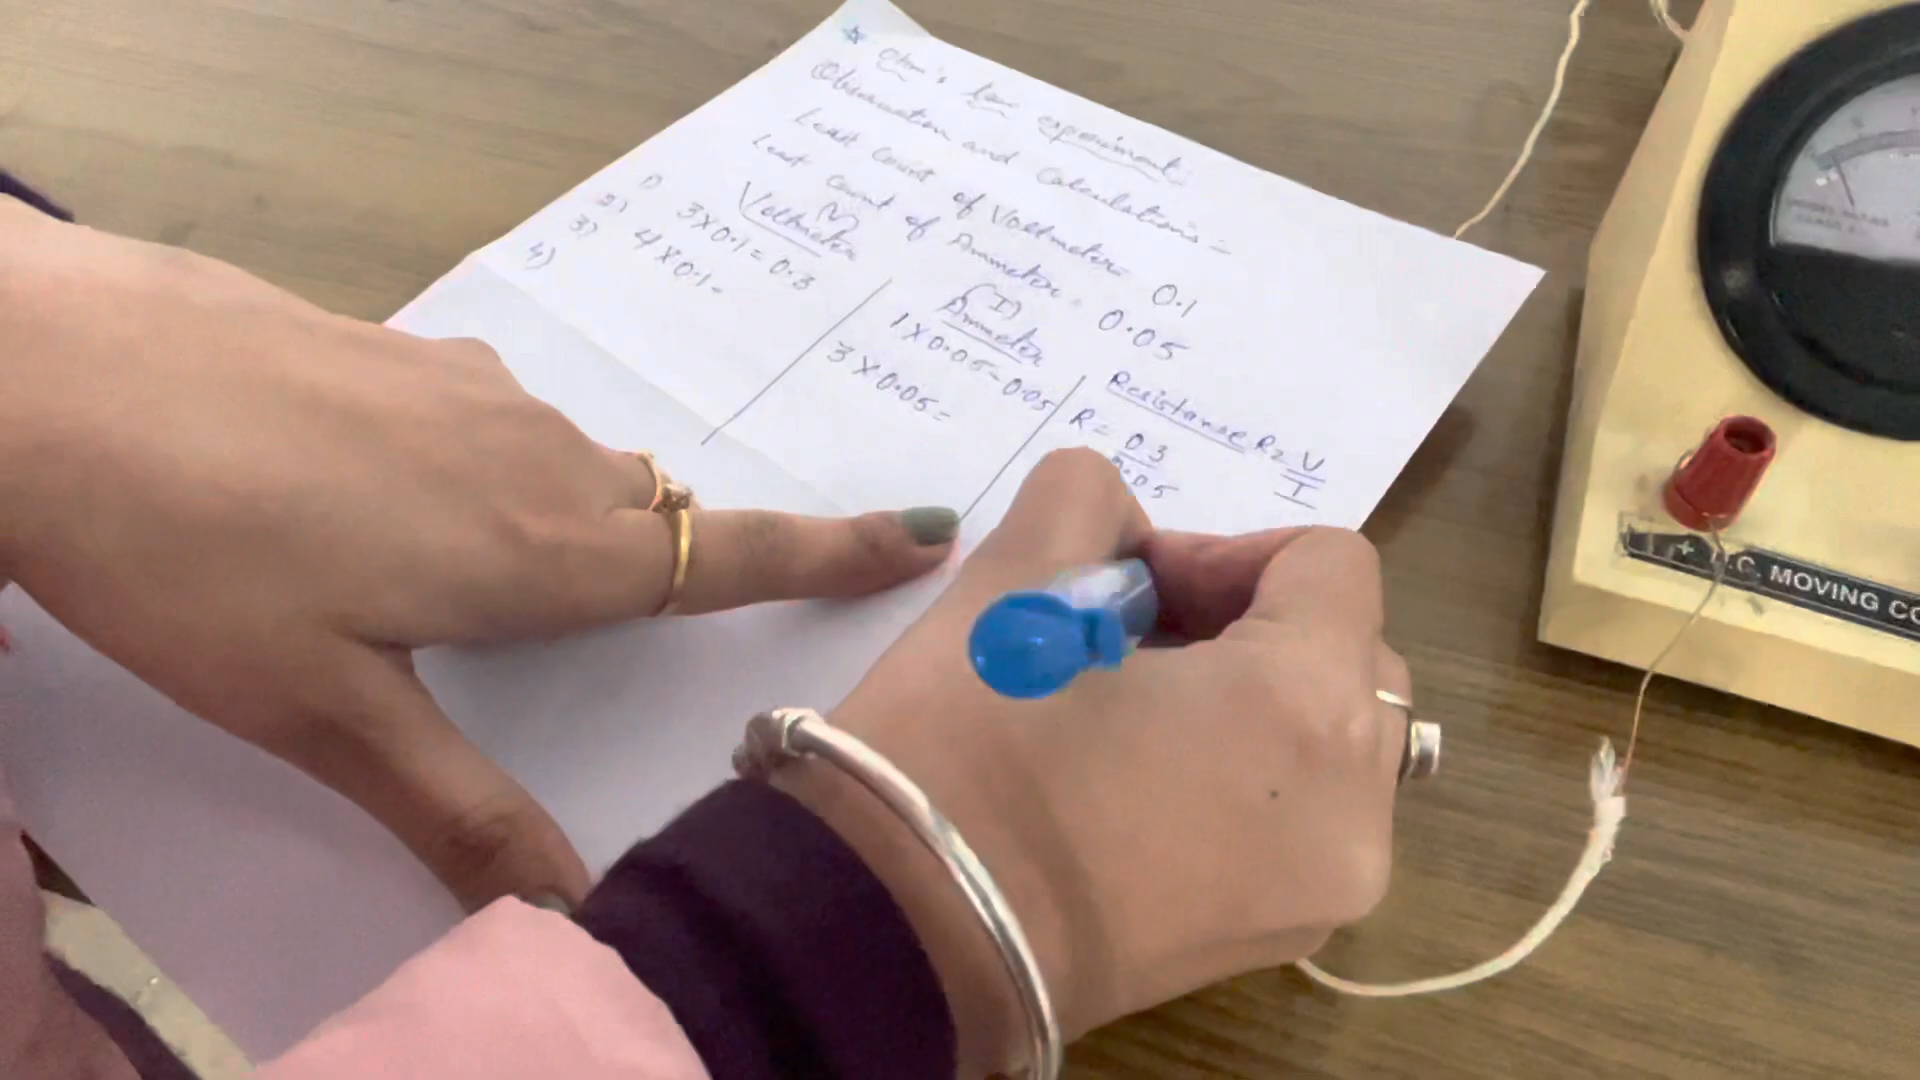 * Ohm's law experiment:
Observation and Calculations:-
Least Count of Voltmeter = 0.1
Least Count of Ammeter = 0.05
(V)
Voltmeter
(I)
Ammeter
Resistance R = V/I
1) 3 X 0.1 = 0.3
1 X 0.05 = 0.05
R = 0.3/0.05
2) 4 X 0.1 =
3 X 0.05 =
3)
4)
+ D.C. MOVING CO